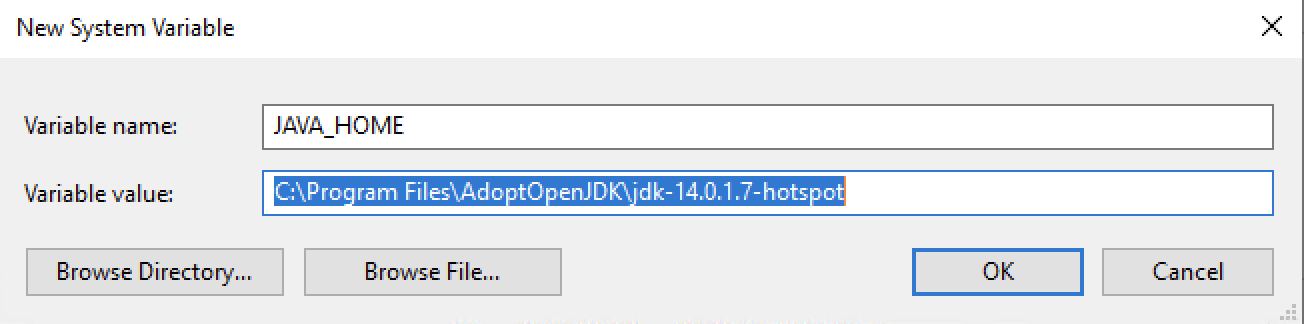 New System Variable
Variable name: JAVA_HOME
Variable value: C:\Program Files\AdoptOpenJDK\jdk-14.0.1.7-hotspot
Browse Directory... Browse File... OK Cancel